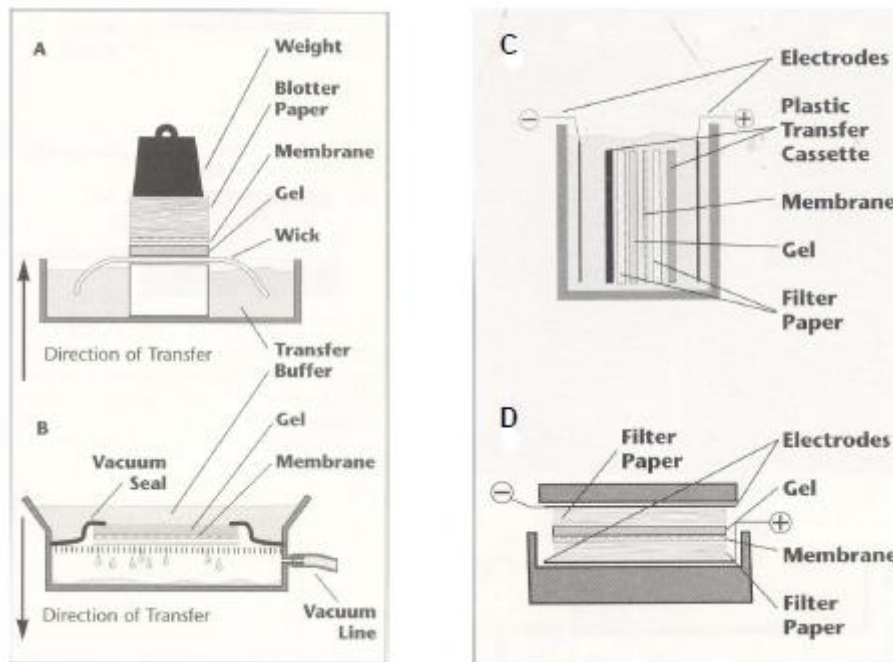 A
Weight
Blotter
Paper
Membrane
Gel
Wick
Direction of Transfer
Transfer
Buffer
B
Gel
Vacuum
Seal
Membrane
Direction of Transfer
Vacuum
Line
C
Electrodes
−
+
Plastic
Transfer
Cassette
Membrane
Gel
Filter
Paper
D
Filter
Paper
Electrodes
−
Gel
+
Membrane
Filter
Paper